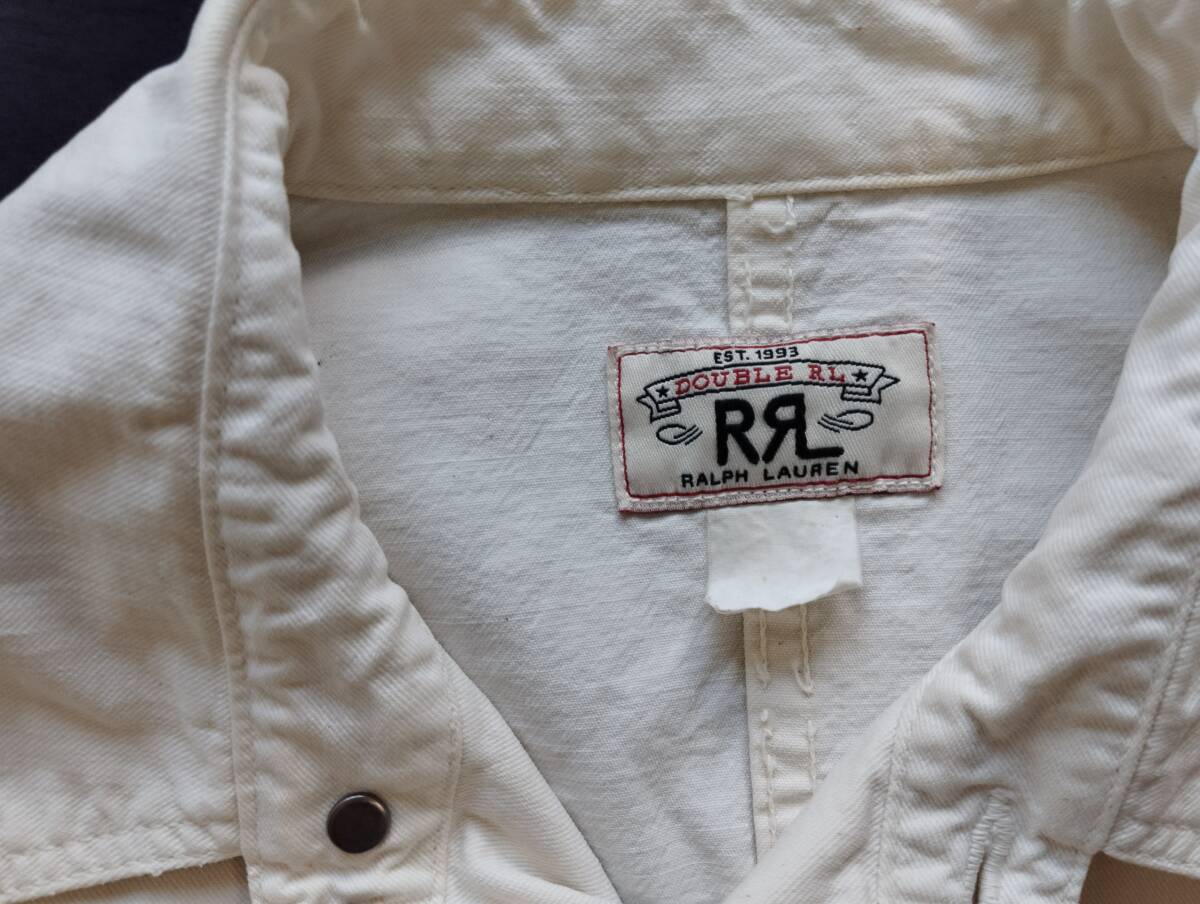 EST. 1993
★ DOUBLE RL ★
RRL
RALPH LAUREN